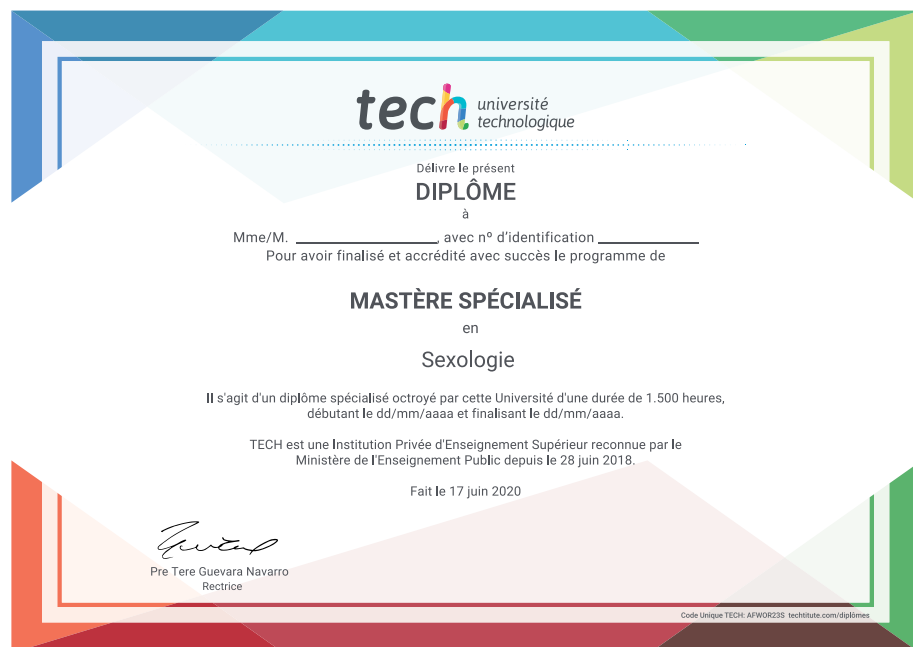 tech université
technologique
Délivre le présent
DIPLÔME
à
Mme/M. ____________, avec nº d'identification ____________
Pour avoir finalisé et accrédité avec succès le programme de
MASTÈRE SPÉCIALISÉ
en
Sexologie
Il s'agit d'un diplôme spécialisé octroyé par cette Université d'une durée de 1.500 heures,
débutant le dd/mm/aaaa et finalisant le dd/mm/aaaa.
TECH est une Institution Privée d'Enseignement Supérieur reconnue par le
Ministère de l'Enseignement Public depuis le 28 juin 2018.
Fait le 17 juin 2020
Pre Tere Guevara Navarro
Rectrice
Code Unique TECH: AFWOR23S techtitute.com/diplômes